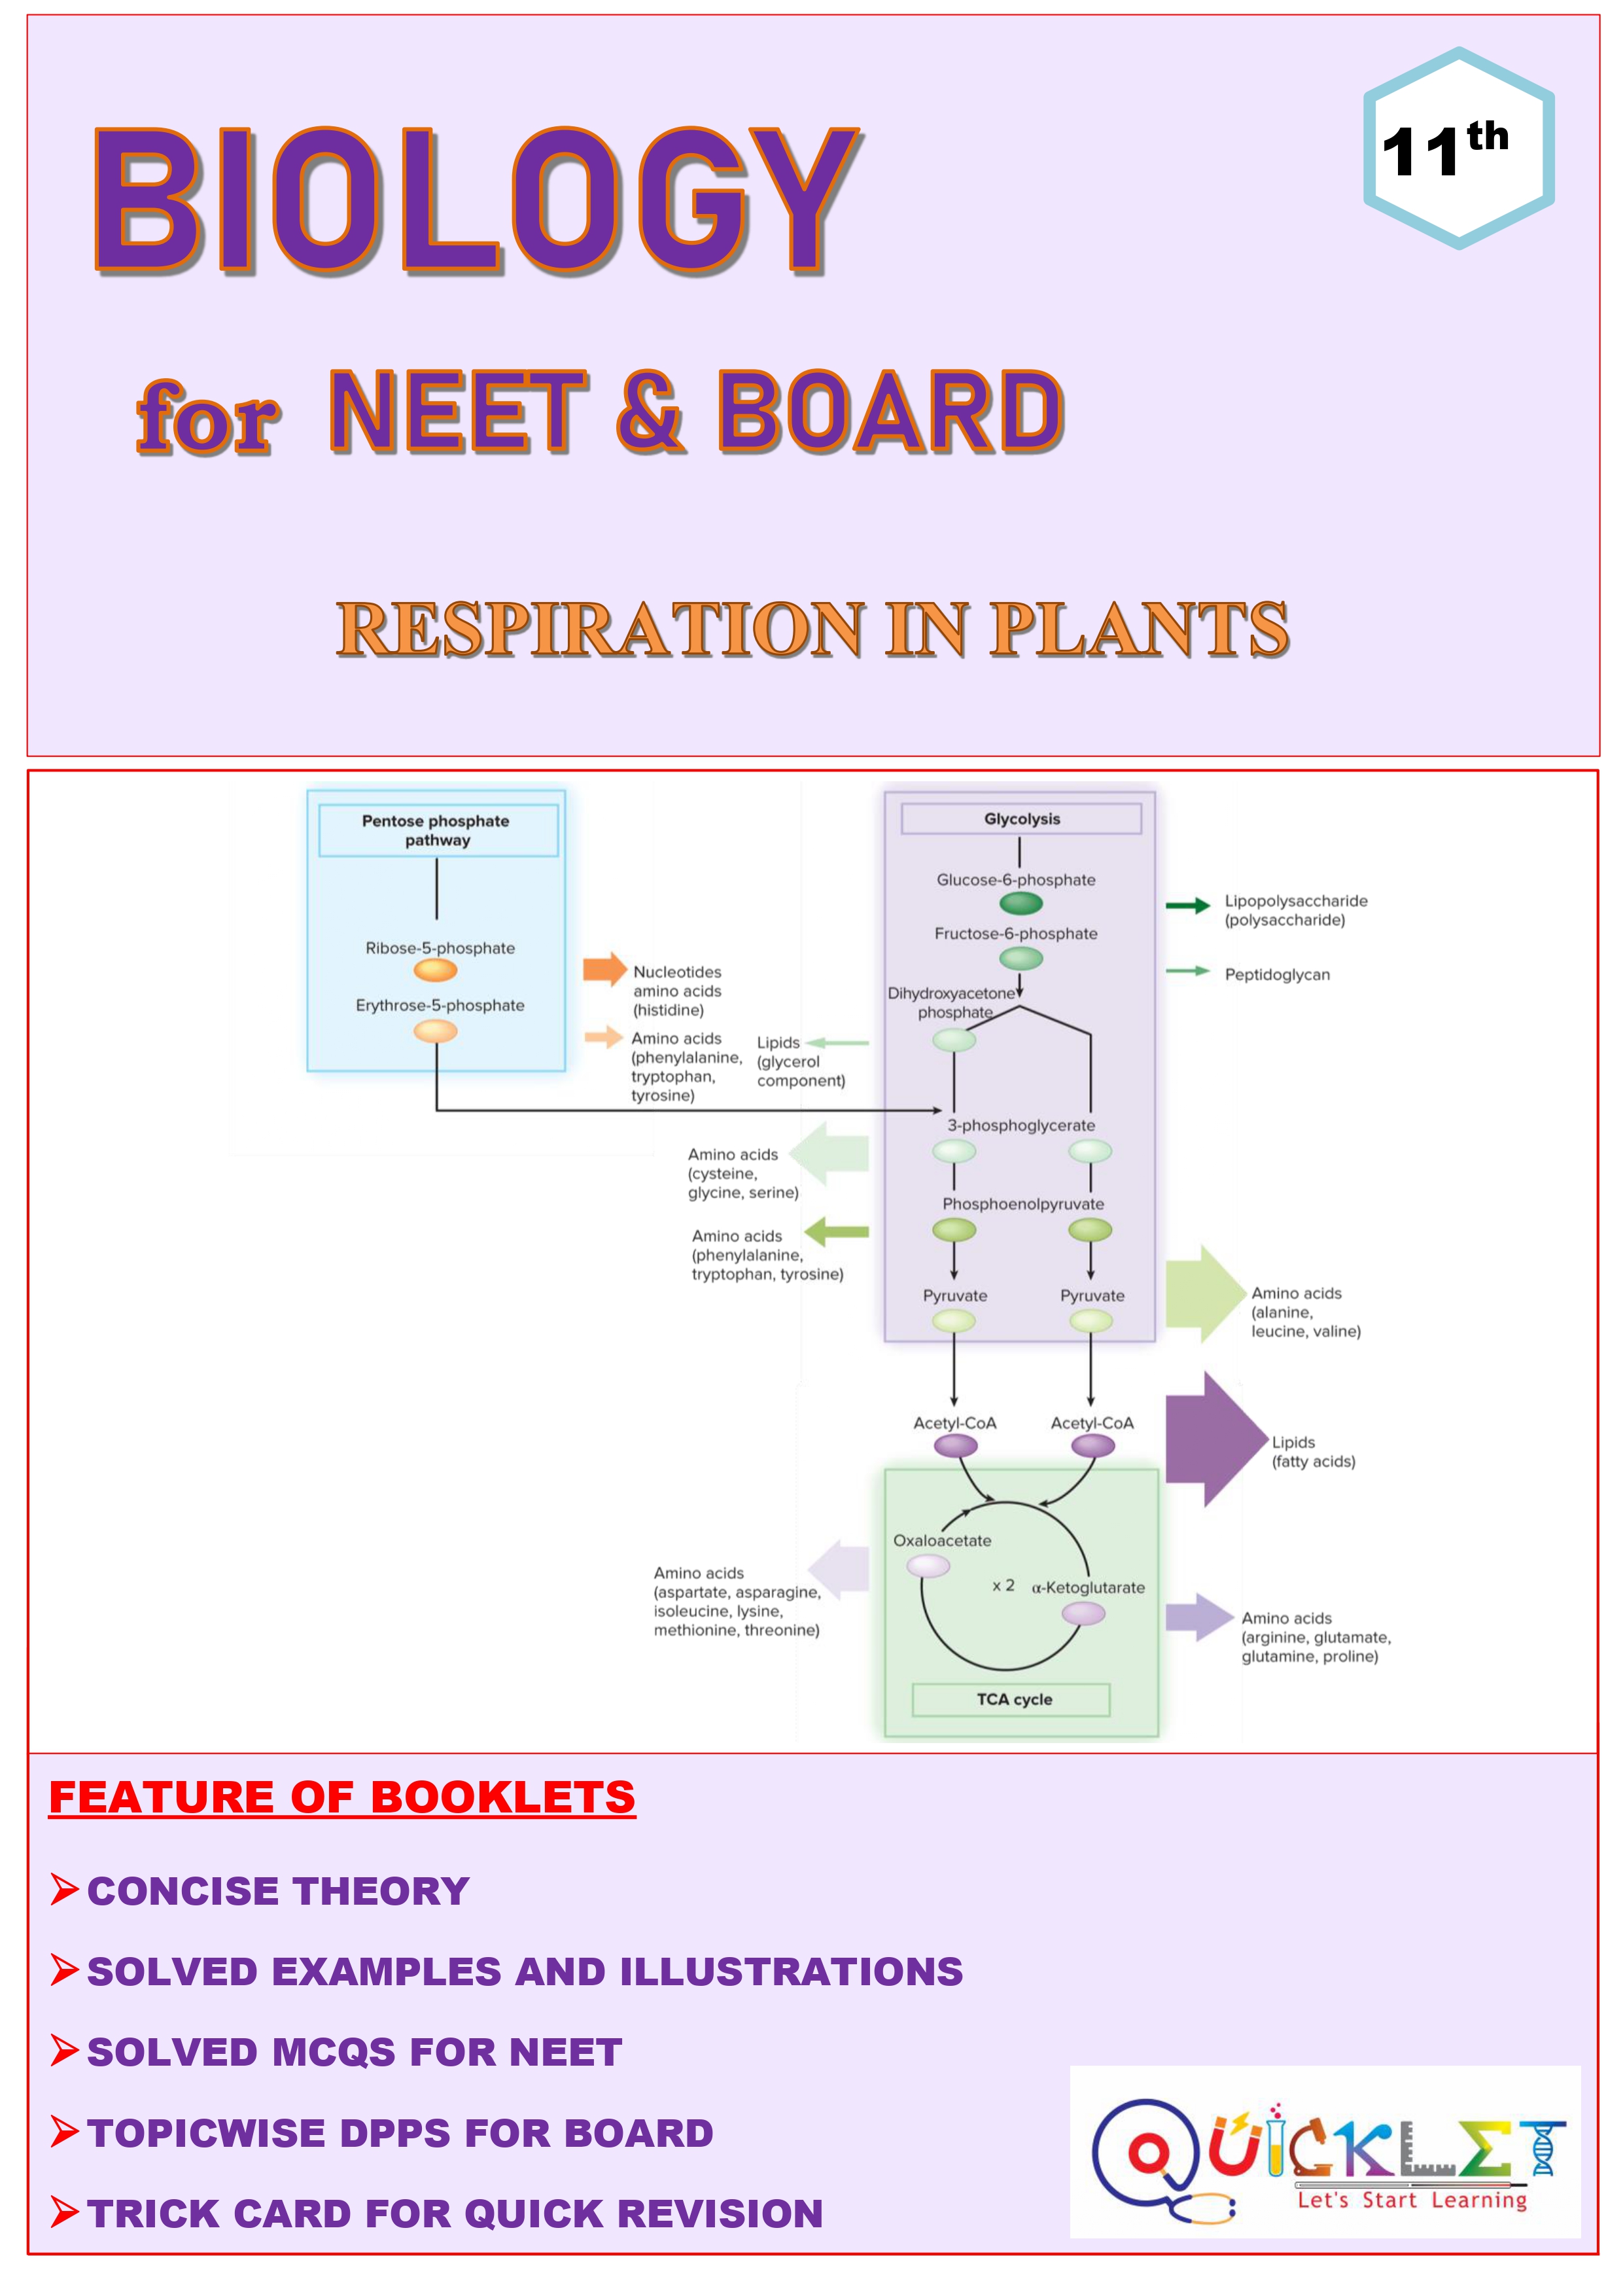 11th
BIOLOGY
for NEET & BOARD
RESPIRATION IN PLANTS
Pentose phosphate
pathway
Ribose-5-phosphate
Erythrose-5-phosphate
Nucleotides
amino acids
(histidine)
Amino acids
(phenylalanine,
tryptophan,
tyrosine)
Glycolysis
Glucose-6-phosphate
Fructose-6-phosphate
Lipopolysaccharide
(polysaccharide)
Peptidoglycan
Dihydroxyacetone
phosphate
Lipids
(glycerol
component)
3-phosphoglycerate
Amino acids
(cysteine,
glycine, serine)
Phosphoenolpyruvate
Amino acids
(phenylalanine,
tryptophan, tyrosine)
Pyruvate
Pyruvate
Amino acids
(alanine,
leucine, valine)
Acetyl-CoA
Acetyl-CoA
Lipids
(fatty acids)
Oxaloacetate
x 2
α-Ketoglutarate
Amino acids
(aspartate, asparagine,
isoleucine, lysine,
methionine, threonine)
Amino acids
(arginine, glutamate,
glutamine, proline)
TCA cycle
FEATURE OF BOOKLETS
CONCISE THEORY
SOLVED EXAMPLES AND ILLUSTRATIONS
SOLVED MCQS FOR NEET
TOPICWISE DPPS FOR BOARD
TRICK CARD FOR QUICK REVISION
QUICKLET
Let's Start Learning